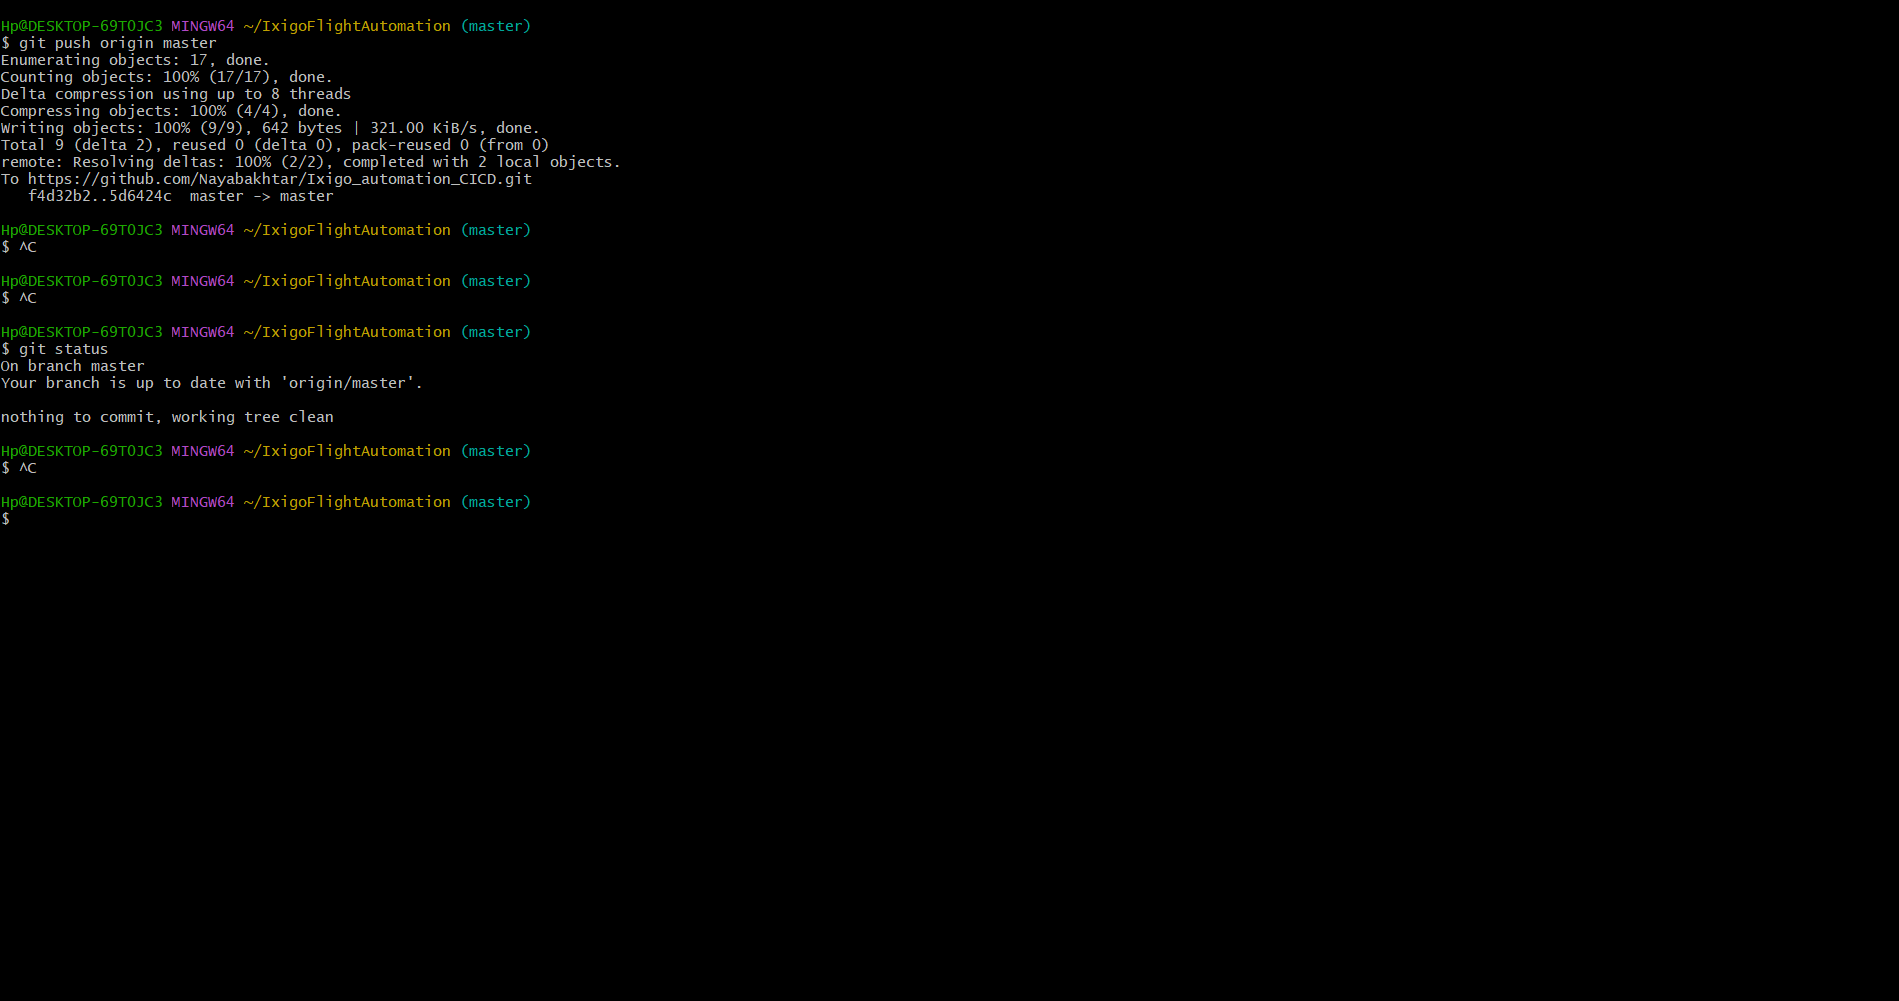 Hp@DESKTOP-69T0JC3 MINGW64 ~/IxigoFlightAutomation (master)
$ git push origin master
Enumerating objects: 17, done.
Counting objects: 100% (17/17), done.
Delta compression using up to 8 threads
Compressing objects: 100% (4/4), done.
Writing objects: 100% (9/9), 642 bytes | 321.00 KiB/s, done.
Total 9 (delta 2), reused 0 (delta 0), pack-reused 0 (from 0)
remote: Resolving deltas: 100% (2/2), completed with 2 local objects.
To https://github.com/Nayabakhtar/Ixigo_automation_CICD.git
   f4d32b2..5d6424c  master -> master
Hp@DESKTOP-69T0JC3 MINGW64 ~/IxigoFlightAutomation (master)
$ ^C
Hp@DESKTOP-69T0JC3 MINGW64 ~/IxigoFlightAutomation (master)
$ ^C
Hp@DESKTOP-69T0JC3 MINGW64 ~/IxigoFlightAutomation (master)
$ git status
On branch master
Your branch is up to date with 'origin/master'.
nothing to commit, working tree clean
Hp@DESKTOP-69T0JC3 MINGW64 ~/IxigoFlightAutomation (master)
$ ^C
Hp@DESKTOP-69T0JC3 MINGW64 ~/IxigoFlightAutomation (master)
$